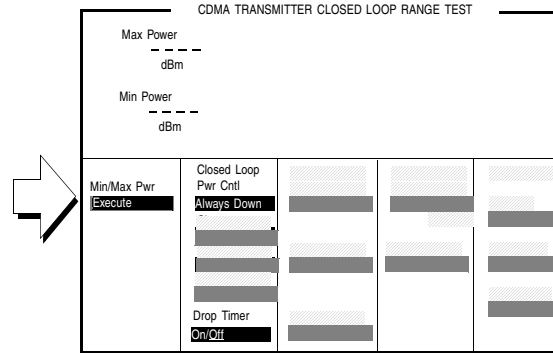 CDMA TRANSMITTER CLOSED LOOP RANGE TEST
Max Power
_ _ _ _
dBm
Min Power
_ _ _ _
dBm
Min/Max Pwr
Execute
Closed Loop
Pwr Cntl
Always Down
Drop Timer
On/Off